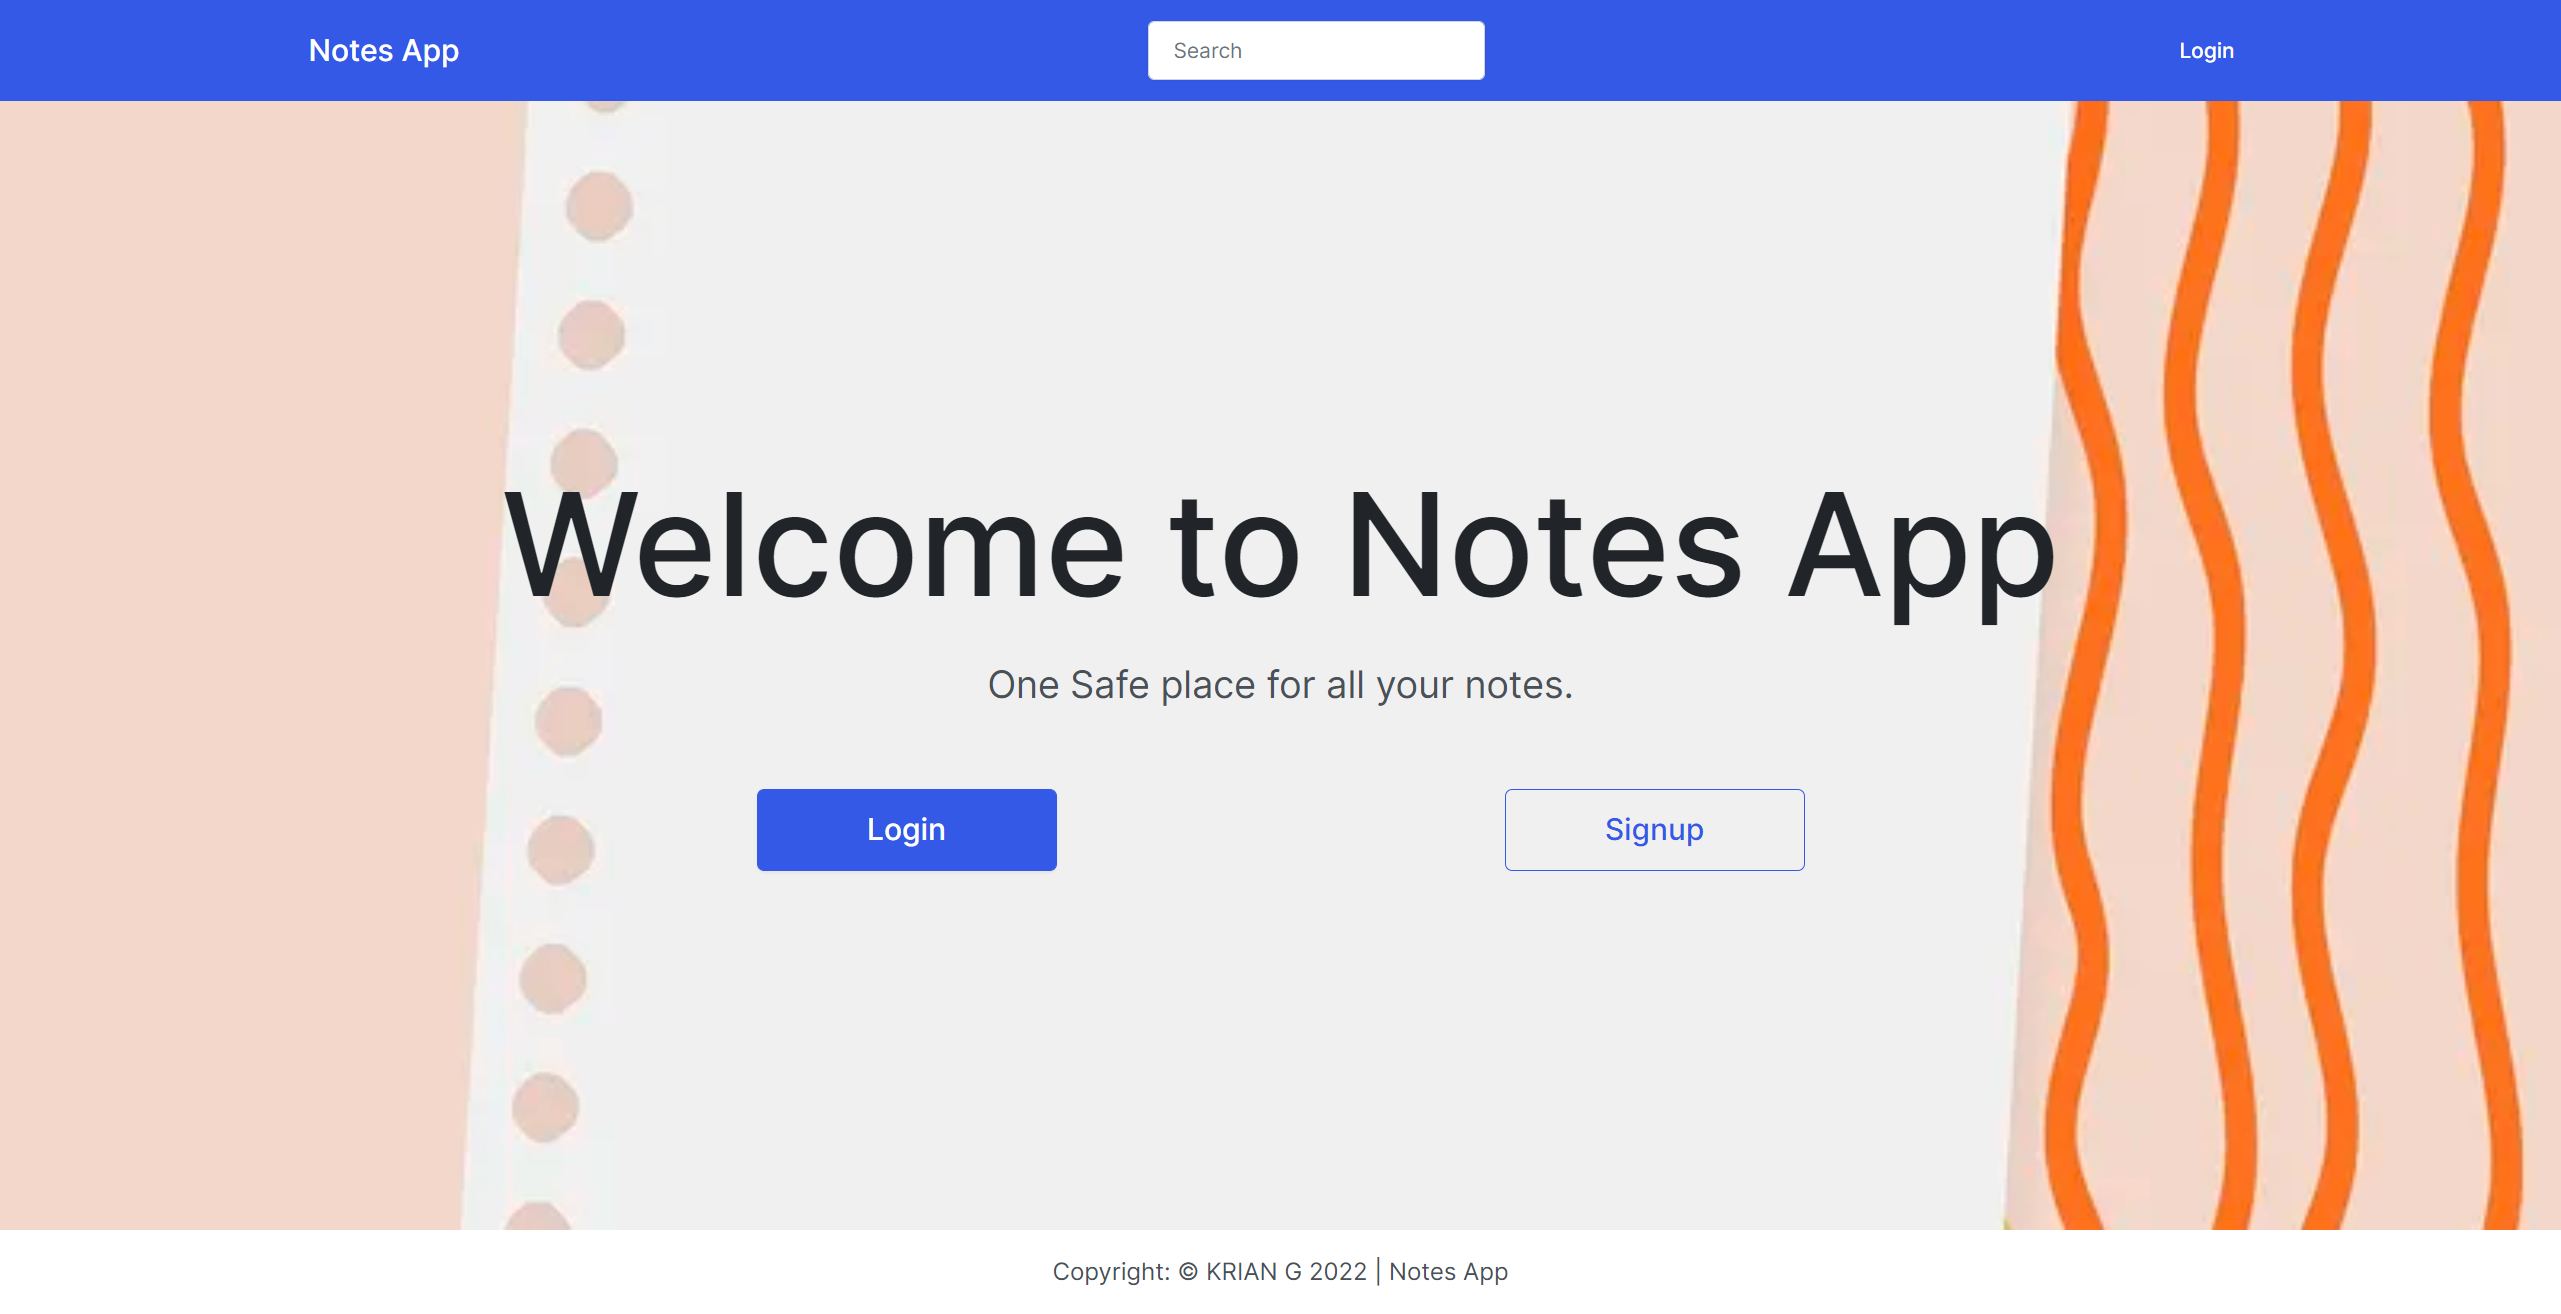 Notes App
Search
Login
Welcome to Notes App
One Safe place for all your notes.
Login
Signup
Copyright: © KRIAN G 2022 | Notes App